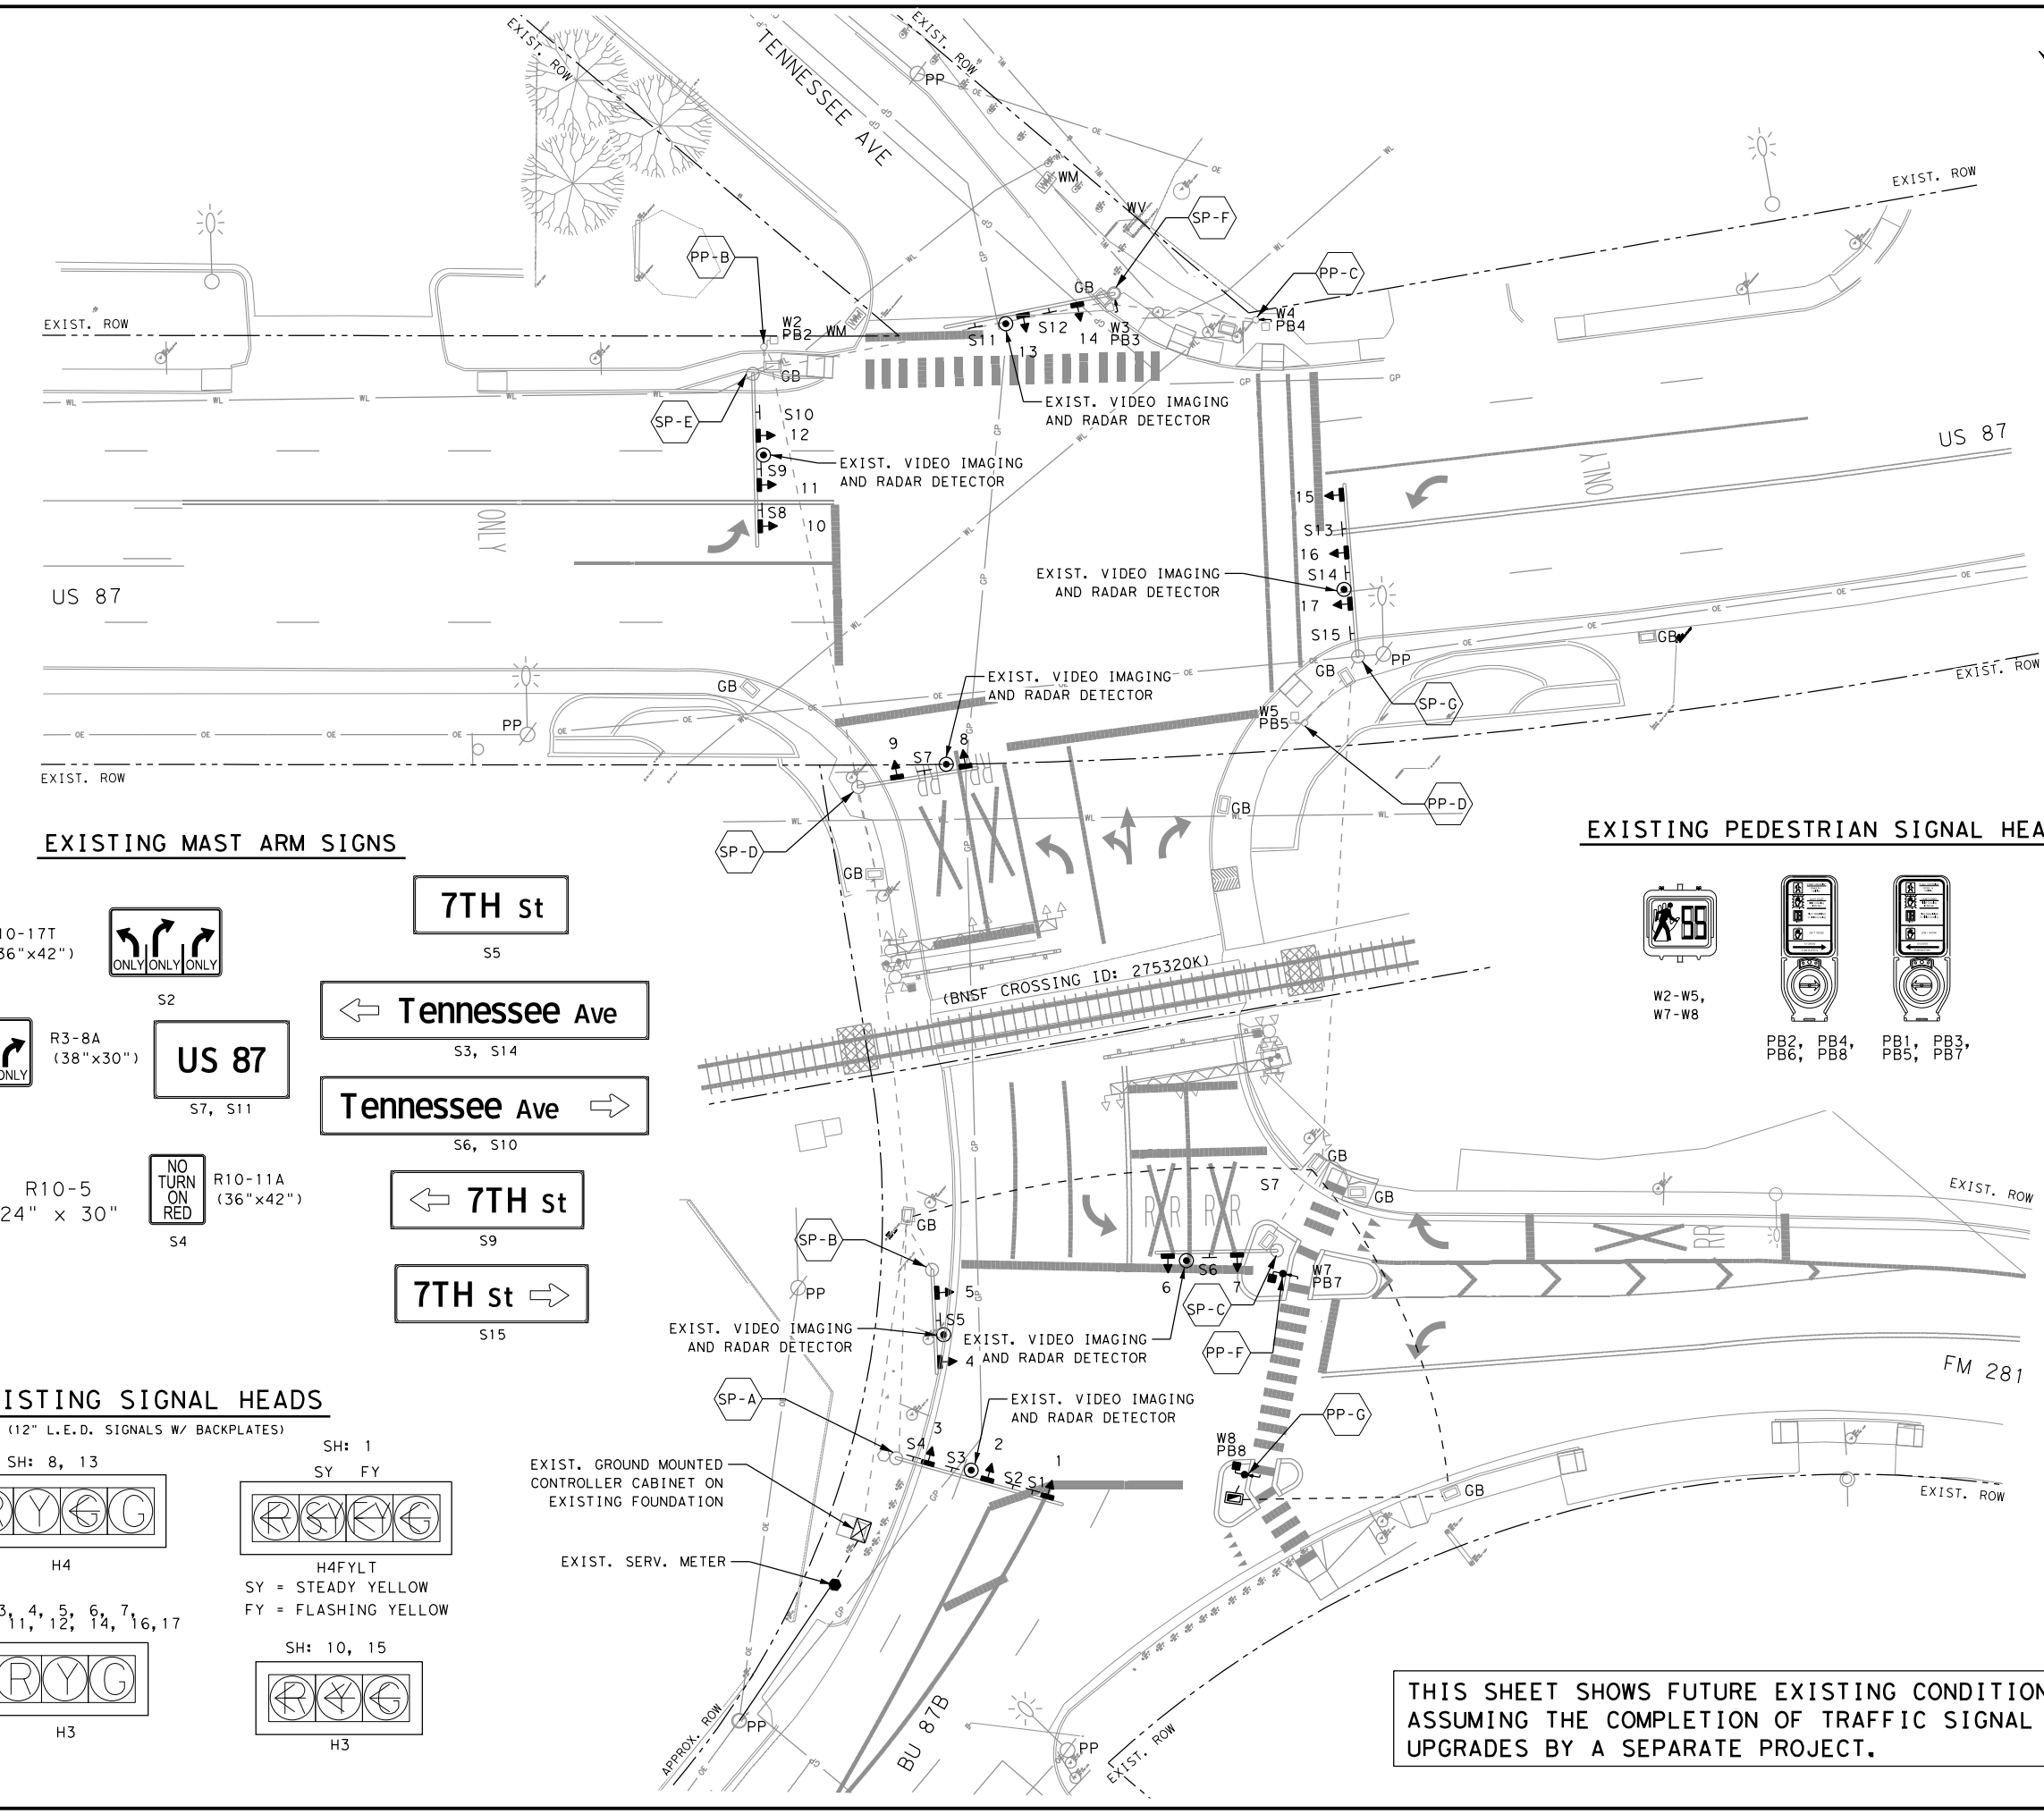 EXIST. ROW
TENNESSEE AVE
EXIST. ROW
PP
WM
WV
SP-F
PP-B
PP-C
EXIST. ROW
EXIST. ROW
W2
PB2
WM
GB
S11
13
S12
14
W3
PB3
W4
PB4
GB
SP-E
S10
12
EXIST. VIDEO IMAGING
AND RADAR DETECTOR
S9
11
S8
10
EXIST. VIDEO IMAGING
AND RADAR DETECTOR
ONLY
US 87
US 87
ONLY
15
S13
16
S14
17
S15
EXIST. VIDEO IMAGING
AND RADAR DETECTOR
GB
PP
GB
EXIST. ROW
SP-G
W5
PB5
PP-D
GB
PP
GB
EXIST. VIDEO IMAGING
AND RADAR DETECTOR
9
S7
8
EXIST. ROW
SP-D
GB
EXISTING MAST ARM SIGNS
ONLY ONLY ONLY
S2
7TH st
S5
Tennessee Ave
S3, S14
R3-8A
(38"x30")
US 87
S7, S11
Tennessee Ave
S6, S10
R10-5
24" x 30"
NO
TURN
ON
RED
R10-11A
(36"x42")
S4
7TH st
S9
7TH st
S15
EXISTING PEDESTRIAN SIGNAL HEA
W2-W5,
W7-W8
PB2, PB4,
PB6, PB8
PB1, PB3,
PB5, PB7
(BNSF CROSSING ID: 275320K)
GB
GB
S7
RR
EXIST. ROW
SP-B
GB
PP
5
S5
4
EXIST. VIDEO IMAGING
AND RADAR DETECTOR
6
S6
7
W7
PB7
SP-C
PP-F
EXIST. VIDEO IMAGING
AND RADAR DETECTOR
FM 281
SP-A
3
S4
S3
2
S2
S1
1
EXIST. VIDEO IMAGING
AND RADAR DETECTOR
W8
PB8
PP-G
GB
EXIST. ROW
EXIST. GROUND MOUNTED
CONTROLLER CABINET ON
EXISTING FOUNDATION
EXIST. SERV. METER
ISTING SIGNAL HEADS
(12" L.E.D. SIGNALS W/ BACKPLATES)
SH: 8, 13
H4
SH: 1
SY FY
R SY FY G
H4FYLT
SY = STEADY YELLOW
FY = FLASHING YELLOW
3, 4, 5, 6, 7,
11, 12, 14, 16, 17
R Y G
H3
SH: 10, 15
R Y G
H3
APPROX. ROW
PP
BU 87B
PP
EXIST. ROW
THIS SHEET SHOWS FUTURE EXISTING CONDITION
ASSUMING THE COMPLETION OF TRAFFIC SIGNAL
UPGRADES BY A SEPARATE PROJECT.